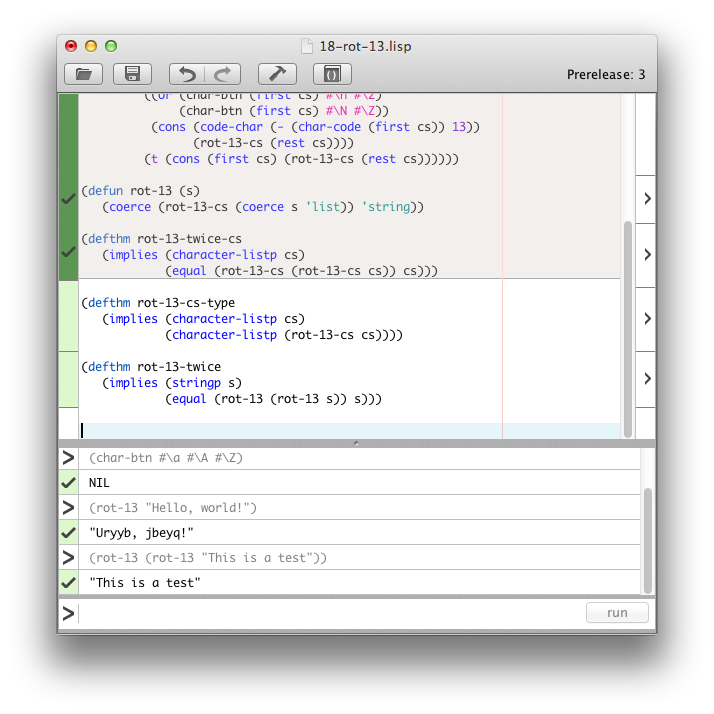 18-rot-13.lisp
Prerelease: 3
((or (char-btn (first cs) #\n #\z)
(char-btn (first cs) #\N #\Z))
(cons (code-char (- (char-code (first cs)) 13))
(rot-13-cs (rest cs))))
(t (cons (first cs) (rot-13-cs (rest cs))))))
(defun rot-13 (s)
(coerce (rot-13-cs (coerce s 'list)) 'string))
(defthm rot-13-twice-cs
(implies (character-listp cs)
(equal (rot-13-cs (rot-13-cs cs)) cs)))
(defthm rot-13-cs-type
(implies (character-listp cs)
(character-listp (rot-13-cs cs))))
(defthm rot-13-twice
(implies (stringp s)
(equal (rot-13 (rot-13 s)) s)))
(char-btn #\a #\A #\Z)
NIL
(rot-13 "Hello, world!")
"Uryyb, jbeyq!"
(rot-13 (rot-13 "This is a test"))
"This is a test"
run